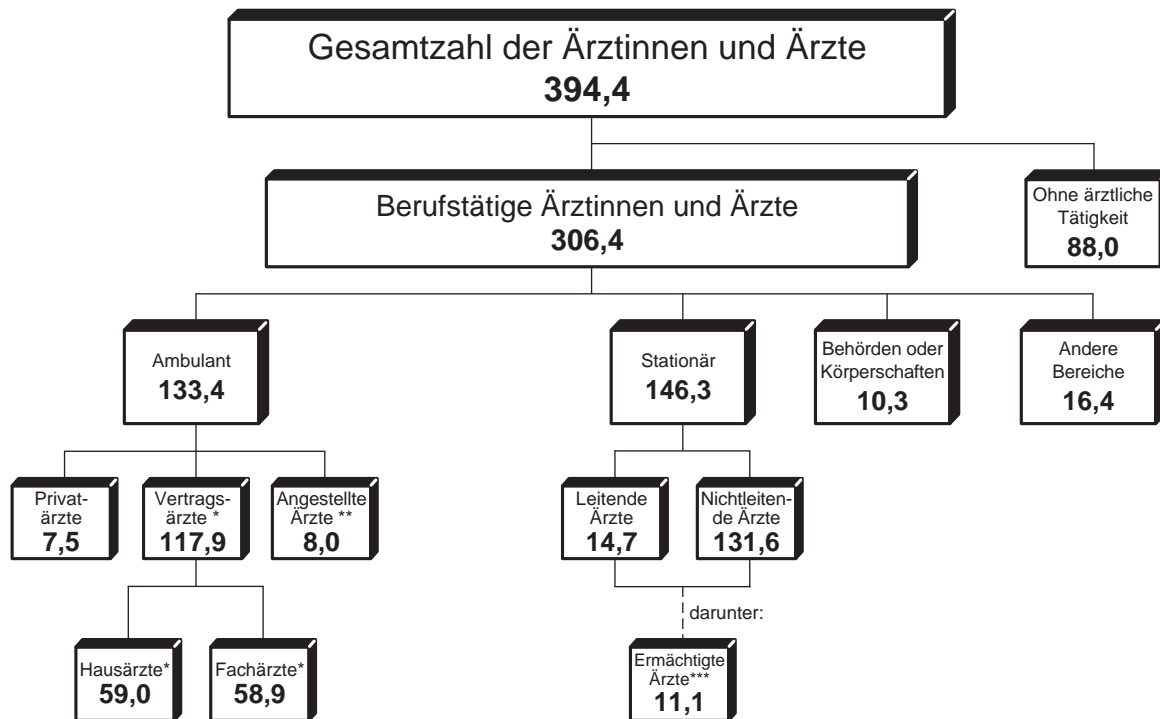 Gesamtzahl der Ärztinnen und Ärzte
394,4
Berufstätige Ärztinnen und Ärzte
306,4
Ohne ärztliche
Tätigkeit
88,0
Ambulant
133,4
Stationär
146,3
Behörden oder
Körperschaften
10,3
Andere
Bereiche
16,4
Privat-
ärzte
7,5
Vertrags-
ärzte *
117,9
Angestellte
Ärzte **
8,0
Leitende
Ärzte
14,7
Nichtleiten-
de Ärzte
131,6
darunter:
Hausärzte*
59,0
Fachärzte*
58,9
Ermächtigte
Ärzte***
11,1